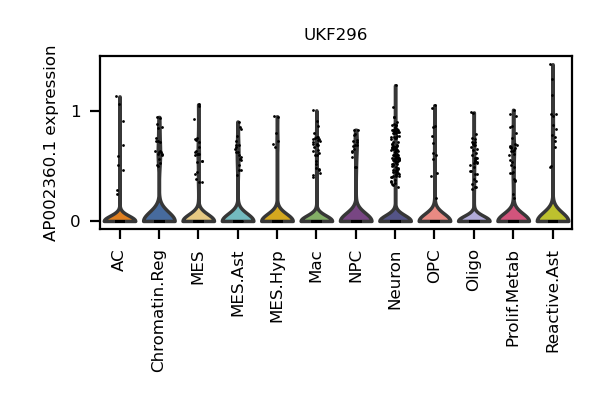 UKF296
AP002360.1 expression
1
0
AC
Chromatin.Reg
MES
MES.Ast
MES.Hyp
Mac
NPC
Neuron
OPC
Oligo
Prolif.Metab
Reactive.Ast